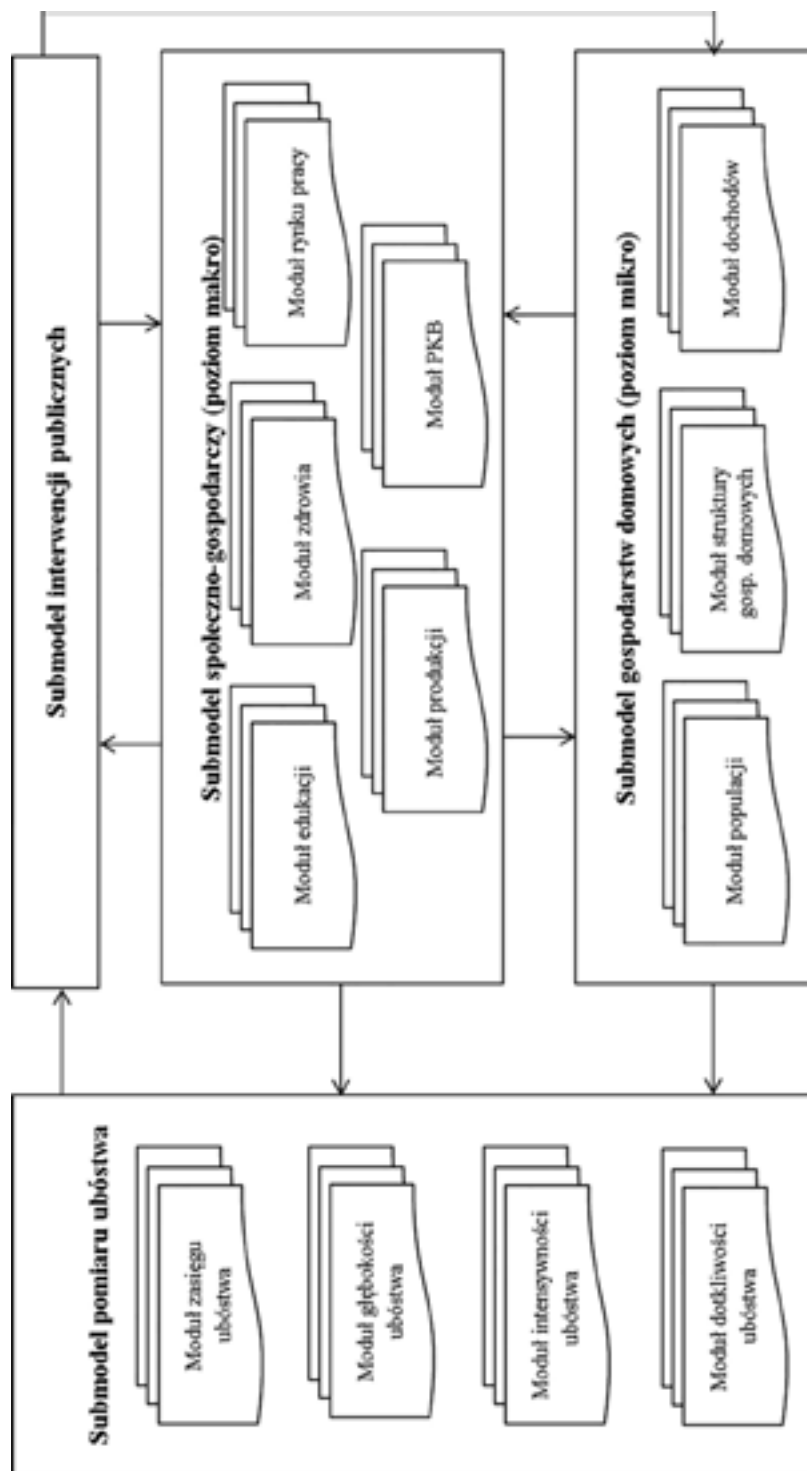 Submodel interwencji publicznych
Submodel pomiaru ubóstwa
Moduł zasięgu
ubóstwa
Moduł głębokości
ubóstwa
Moduł intensywności
ubóstwa
Moduł dotkliwości
ubóstwa
Submodel społeczno-gospodarczy (poziom makro)
Moduł edukacji
Moduł zdrowia
Moduł rynku pracy
Moduł produkcji
Moduł PKB
Submodel gospodarstw domowych (poziom mikro)
Moduł populacji
Moduł struktury
gosp. domowych
Moduł dochodów